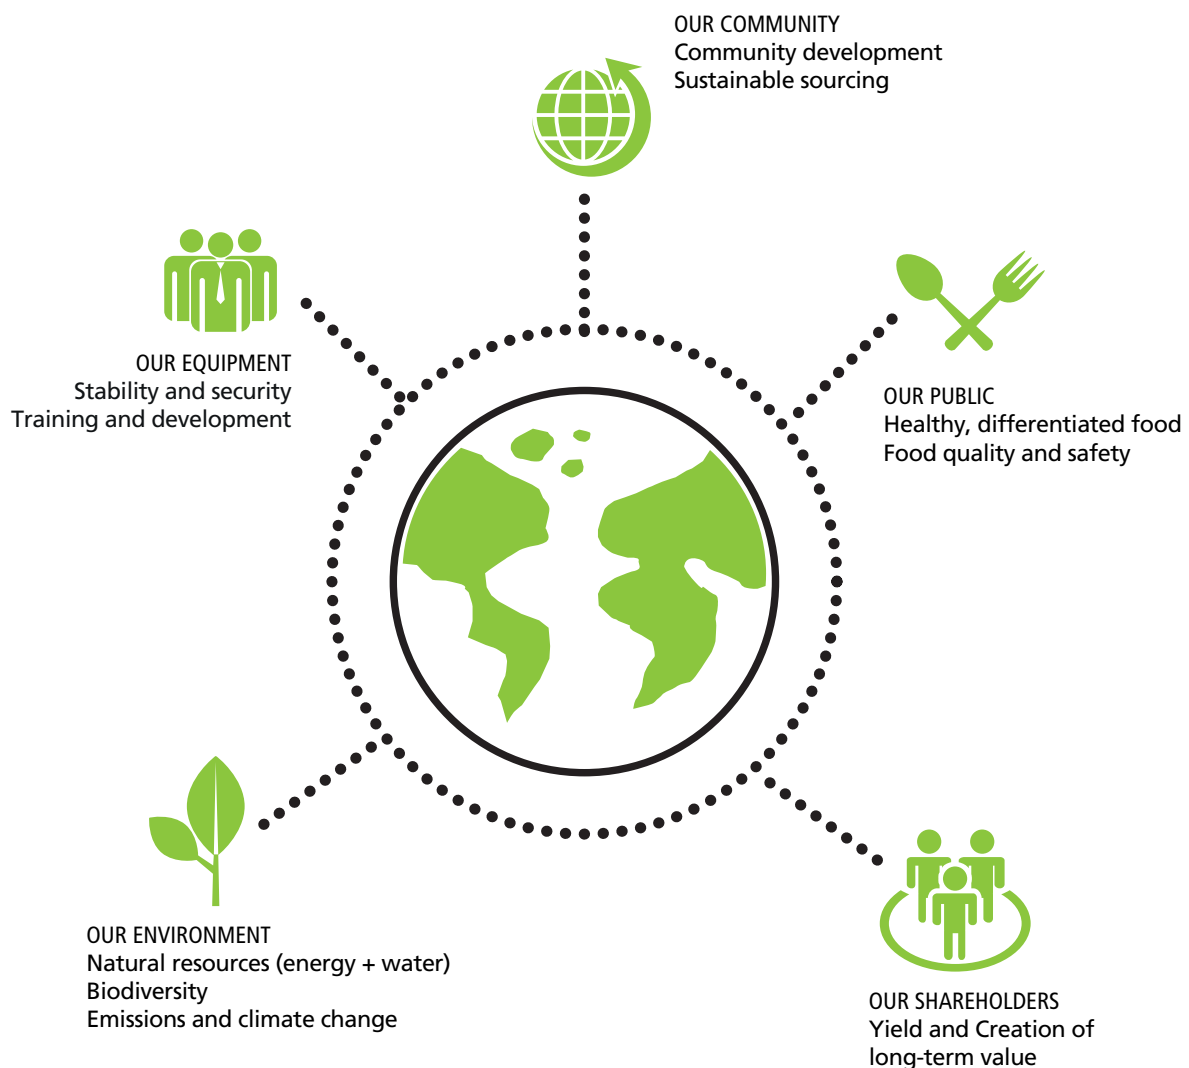 OUR COMMUNITY
Community development
Sustainable sourcing
OUR EQUIPMENT
Stability and security
Training and development
OUR PUBLIC
Healthy, differentiated food
Food quality and safety
OUR ENVIRONMENT
Natural resources (energy + water)
Biodiversity
Emissions and climate change
OUR SHAREHOLDERS
Yield and Creation of
long-term value